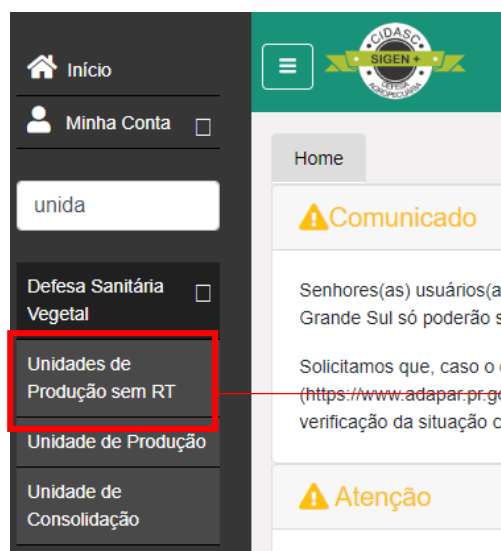 Início
Minha Conta
unida
Defesa Sanitária
Vegetal
Unidades de
Produção sem RT
Unidade de Produção
Unidade de
Consolidação
CIDASC
SIGEN +
DEFESA
AGROPECUÁRIA
Home
Comunicado
Senhores(as) usuários(a
Grande Sul só poderão s
Solicitamos que, caso o
(https://www.adapar.pr.go
verificação da situação c
Atenção